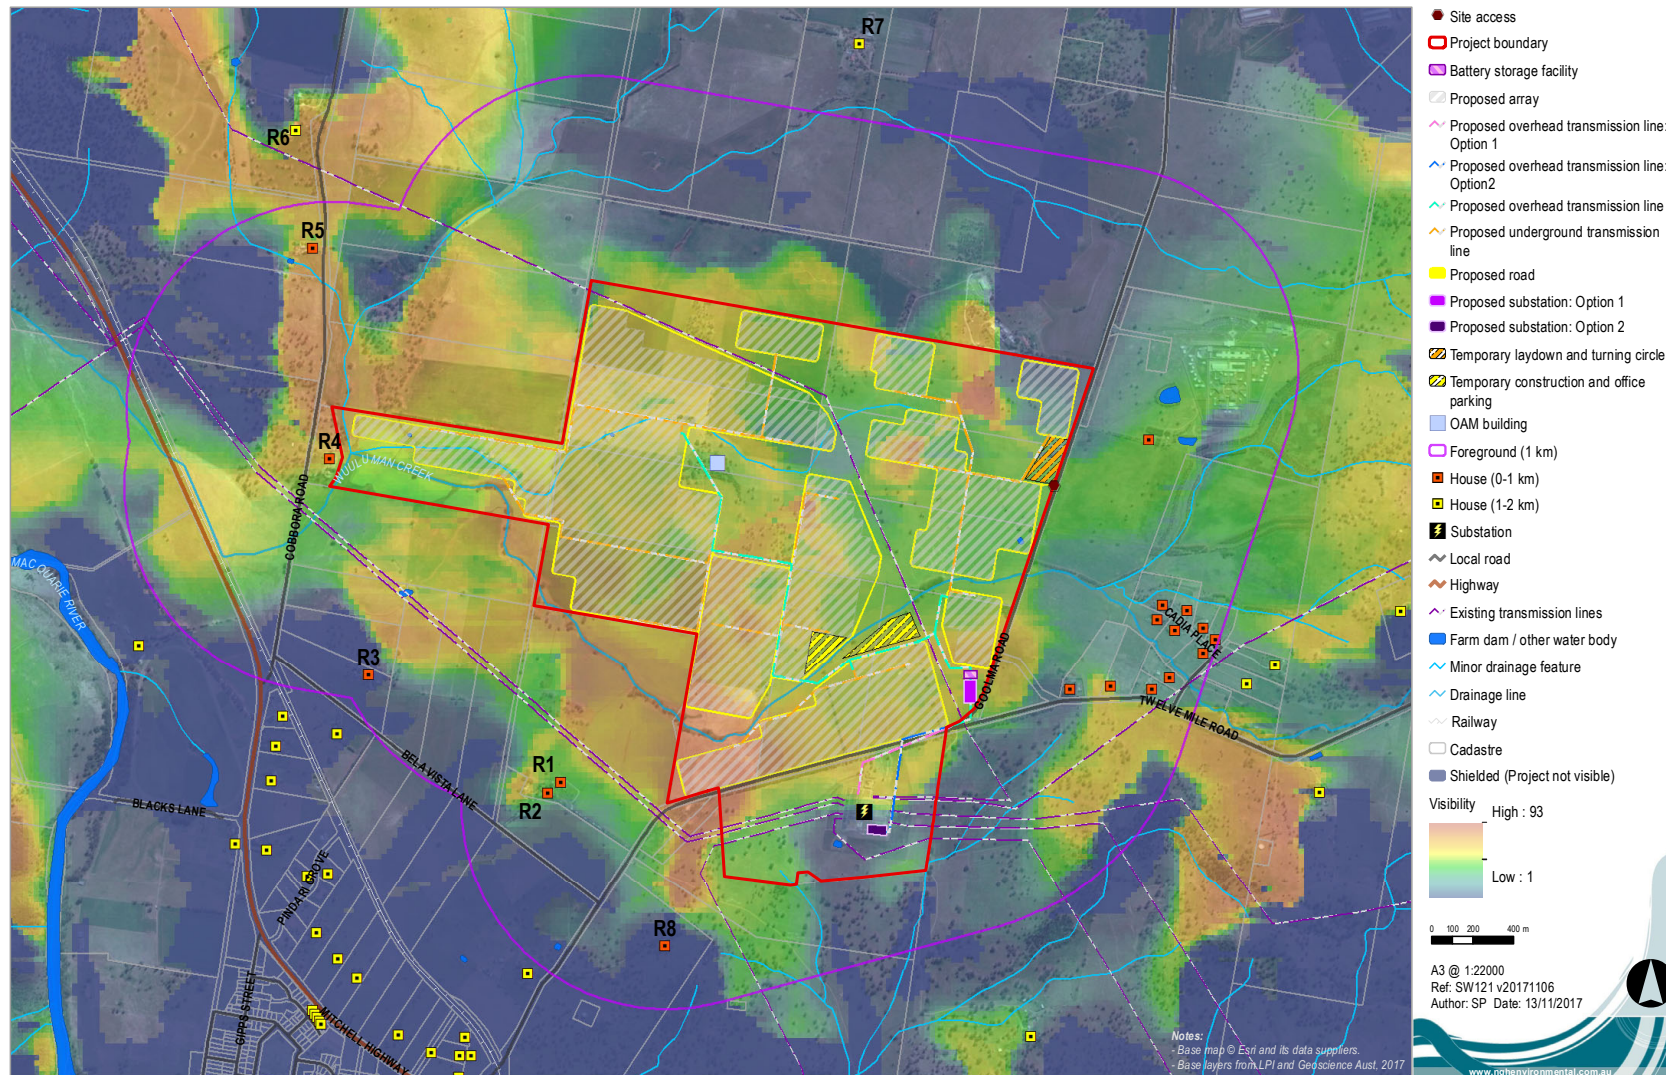 R7
R6
R5
R4
WUULU MAN CREEK
COBBORA ROAD
MAC QUARIE RIVER
R3
R1
R2
BELA VISTA LANE
BLACKS LANE
PINDARI GROVE
GIPPS STREET
MITCHELL HIGHWAY
R8
GOOLMA ROAD
CADIA PLACE
TWELVE MILE ROAD
Notes:
- Base map © Esri and its data suppliers.
- Base layers from LPI and Geoscience Aust, 2017
Site access
Project boundary
Battery storage facility
Proposed array
Proposed overhead transmission line:
Option 1
Proposed overhead transmission line:
Option2
Proposed overhead transmission line
Proposed underground transmission
line
Proposed road
Proposed substation: Option 1
Proposed substation: Option 2
Temporary laydown and turning circle
Temporary construction and office
parking
OAM building
Foreground (1 km)
House (0-1 km)
House (1-2 km)
Substation
Local road
Highway
Existing transmission lines
Farm dam / other water body
Minor drainage feature
Drainage line
Railway
Cadastre
Shielded (Project not visible)
Visibility
High : 93
Low : 1
0 100 200 400 m
A3 @ 1:22000
Ref: SW121 v20171106
Author: SP Date: 13/11/2017
www.nghenvironmental.com.au